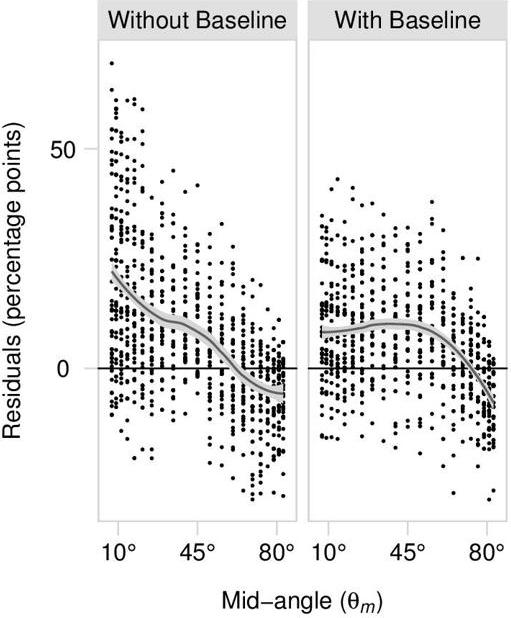 Without Baseline With Baseline
Residuals (percentage points)
50
0
10° 45° 80° 10° 45° 80°
Mid−angle (θm)